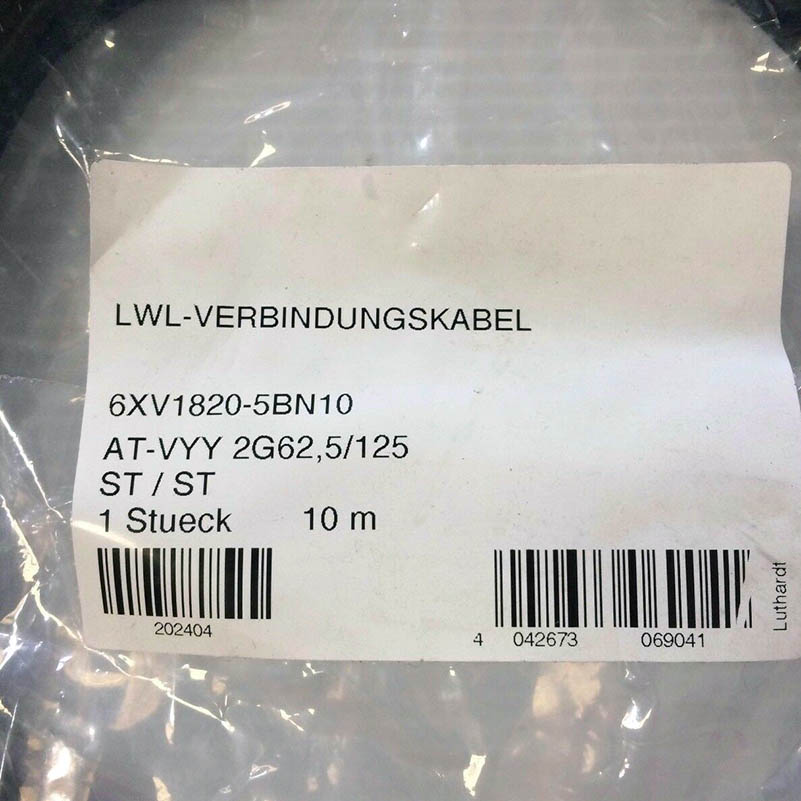 LWL-VERBINDUNGSKABEL
6XV1820-5BN10
AT-VYY 2G62,5/125
ST / ST
1 Stueck 10 m
202404
4 042673 069041
Luthardt